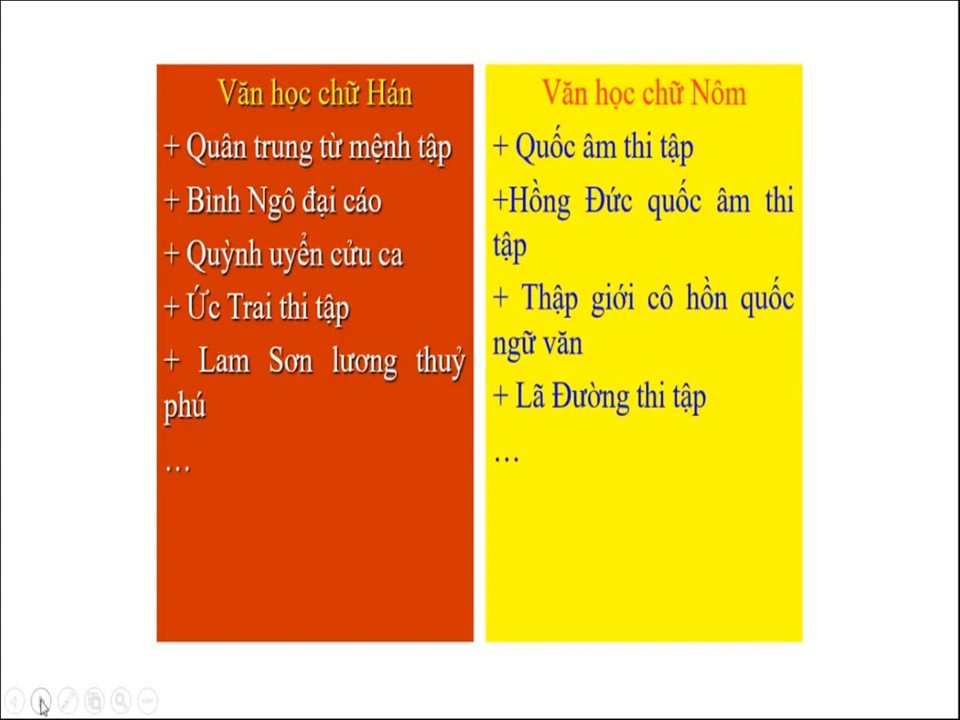 Văn học chữ Hán
+ Quân trung từ mệnh tập
+ Bình Ngô đại cáo
+ Quỳnh uyển cửu ca
+ Ức Trai thi tập
+ Lam Sơn lương thuỷ
phú
...
Văn học chữ Nôm
+ Quốc âm thi tập
+Hồng Đức quốc âm thi
tập
+ Thập giới cô hồn quốc
ngữ văn
+ Lã Đường thi tập
...